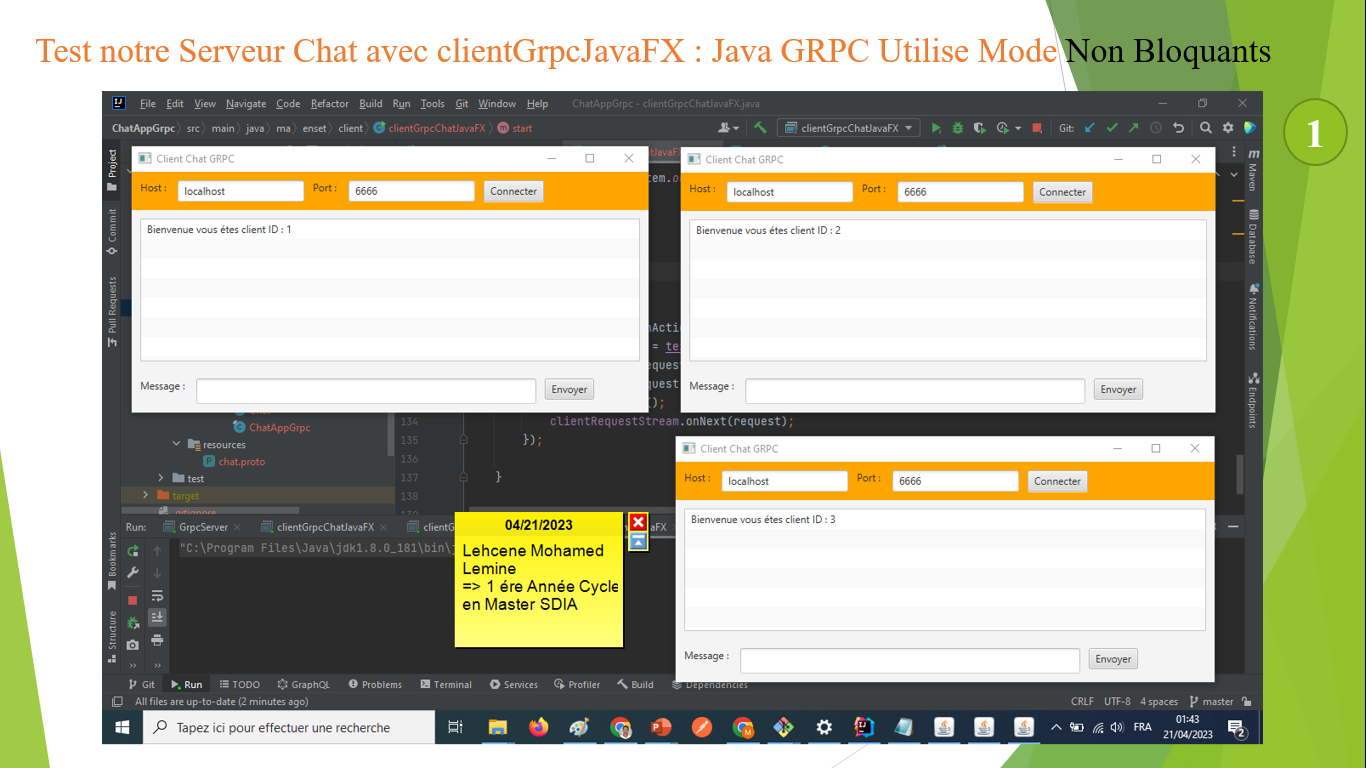 Test notre Serveur Chat avec clientGrpcJavaFX : Java GRPC Utilise Mode Non Bloquants
1
File Edit View Navigate Code Refactor Build Run Tools Git Window Help ChatAppGrpc - clientGrpcChatJavaFX.java
ChatAppGrpc src main java ma enset client clientGrpcChatJavaFX start clientGrpcChatJavaFX Git:
Project
Commit
Pull Requests
Bookmarks
Structure
Maven
Database
Notifications
Endpoints
Client Chat GRPC
Host : localhost Port : 6666 Connecter
Bienvenue vous étes client ID : 1
Message : Envoyer
Client Chat GRPC
Host : localhost Port : 6666 Connecter
Bienvenue vous étes client ID : 2
Message : Envoyer
ChatAppGrpc
resources
chat.proto
test
target
.gitignore
134 clientRequestStream.onNext(request);
135 });
136
137 }
138
Client Chat GRPC
Host : localhost Port : 6666 Connecter
Bienvenue vous étes client ID : 3
Message : Envoyer
Run: GrpcServer clientGrpcChatJavaFX
"C:\Program Files\Java\jdk1.8.0_181\bin\
04/21/2023
Lehcene Mohamed
Lemine
=> 1 ére Année Cycle
en Master SDIA
Git Run TODO GraphQL Problems Terminal Services Profiler Build Dependencies
All files are up-to-date (2 minutes ago) CRLF UTF-8 4 spaces master
Tapez ici pour effectuer une recherche
FRA
01:43
21/04/2023
2